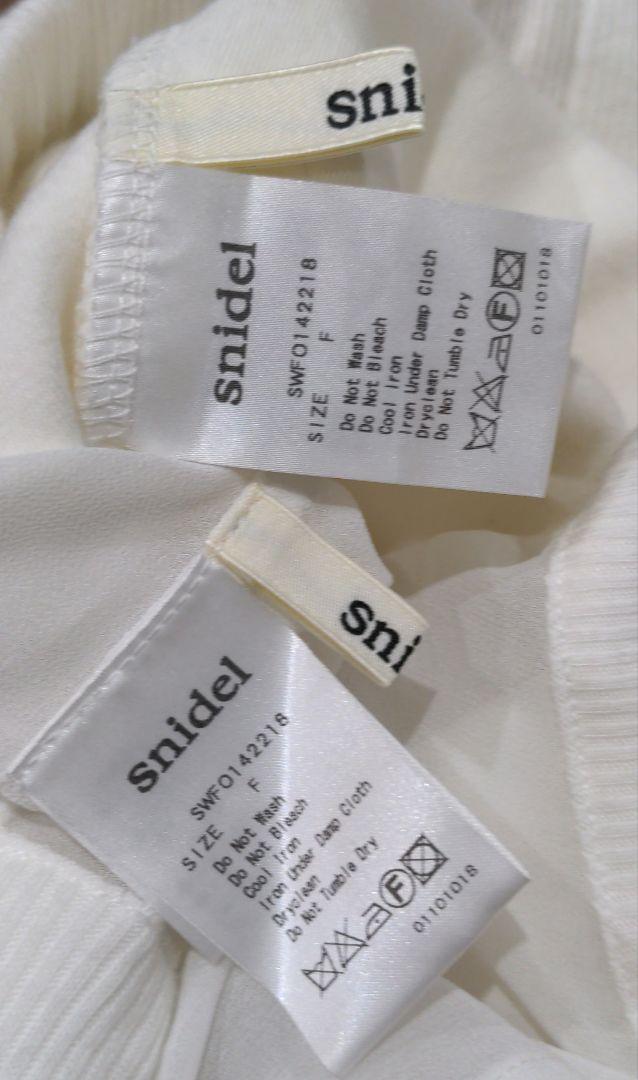 sni
snidel
SWFO142218
SIZE F
Do Not Wash
Do Not Bleach
Cool Iron
Iron Under Damp Cloth
Dryclean
Do Not Tumble Dry
F
01101018
sni
snidel
SWFO142218
SIZE F
Do Not Wash
Do Not Bleach
Cool Iron
Iron Under Damp Cloth
Dryclean
Do Not Tumble Dry
F
01101018